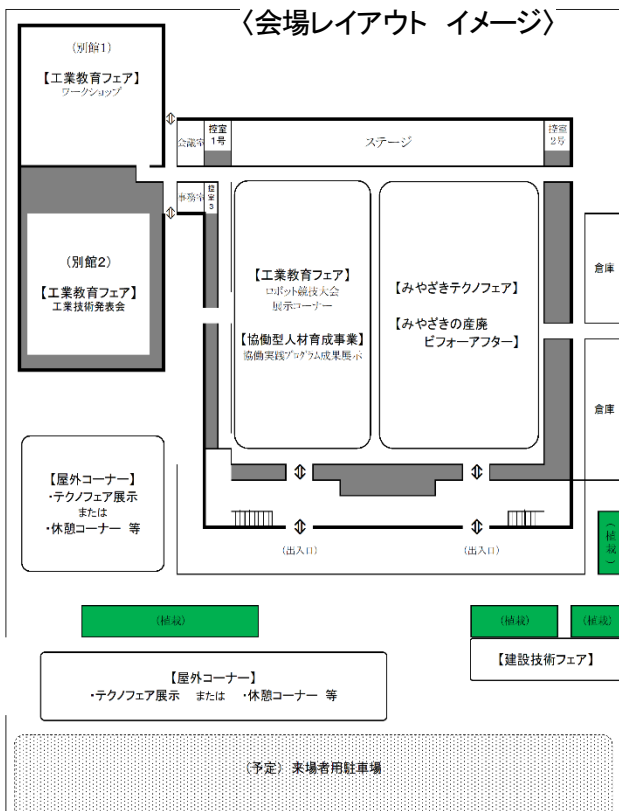 〈会場レイアウト イメージ〉
(別館1)
【工業教育フェア】
ワークショップ
会議室
控室
1号
ステージ
控室
2号
事務室
控室3
(別館2)
【工業教育フェア】
工業技術発表会
【工業教育フェア】
ロボット競技大会
展示コーナー
【協働型人材育成事業】
協働実践プログラム成果展示
【みやざきテクノフェア】
【みやざきの産廃
ビフォーアフター】
倉庫
倉庫
【屋外コーナー】
・テクノフェア展示
または
・休憩コーナー 等
(出入口)
(出入口)
(植栽)
(植栽)
(植栽)
(植栽)
【建設技術フェア】
【屋外コーナー】
・テクノフェア展示 または ・休憩コーナー 等
(予定) 来場者用駐車場